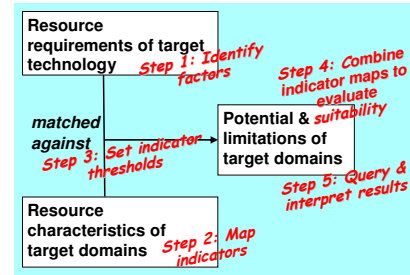 Resource
requirements of target
technology
Step 1: Identify
factors
Step 4: Combine
indicator maps to
evaluate
suitability
matched
against
Step 3: Set indicator
thresholds
Potential &
limitations of
target domains
Step 5: Query &
interpret results
Resource
characteristics of
target domains
Step 2: Map
indicators